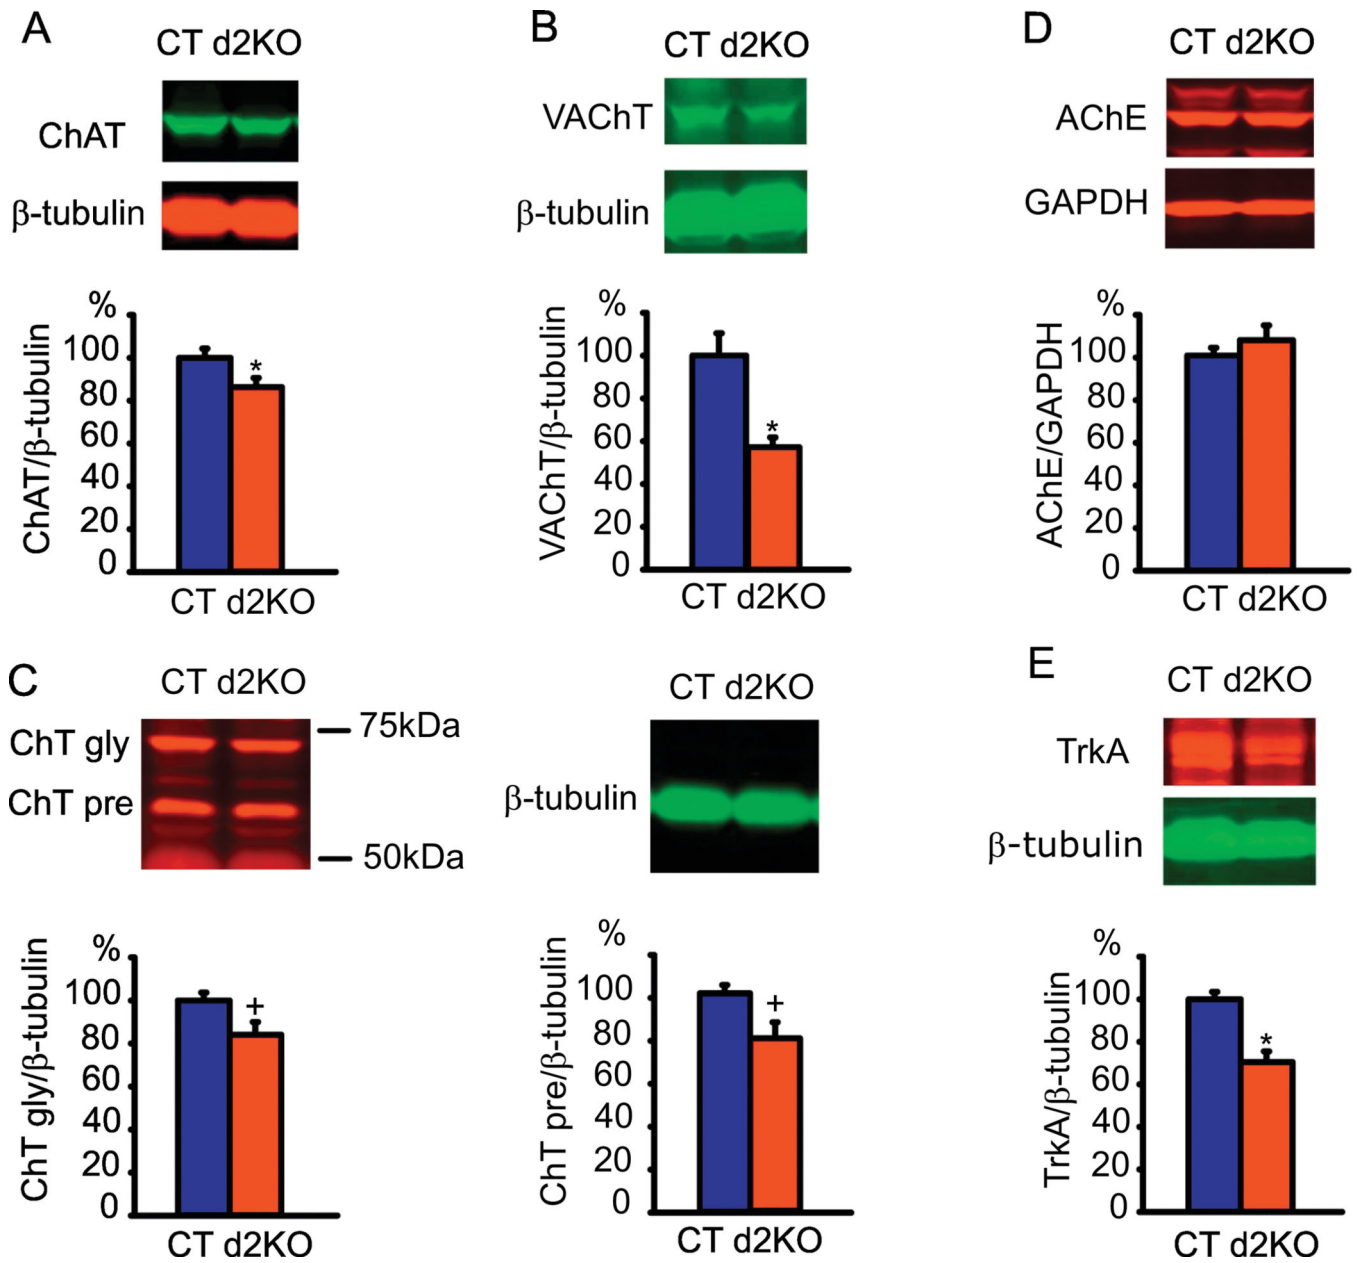 A
CT d2KO
ChAT
β-tubulin
%
ChAT/β-tubulin
100
80
60
40
20
0
CT d2KO
B
CT d2KO
VAChT
β-tubulin
%
VAChT/β-tubulin
100
80
60
40
20
0
*
*
CT d2KO
D
CT d2KO
AChE
GAPDH
%
AChE/GAPDH
100
80
60
40
20
0
CT d2KO
C
CT d2KO
ChT gly
ChT pre
75kDa
50kDa
%
ChT gly/β-tubulin
100
80
60
40
20
0
+
CT d2KO
CT d2KO
β-tubulin
%
ChT pre/β-tubulin
100
80
60
40
20
0
+
CT d2KO
E
CT d2KO
TrkA
β-tubulin
%
TrkA/β-tubulin
100
80
60
40
20
0
*
CT d2KO